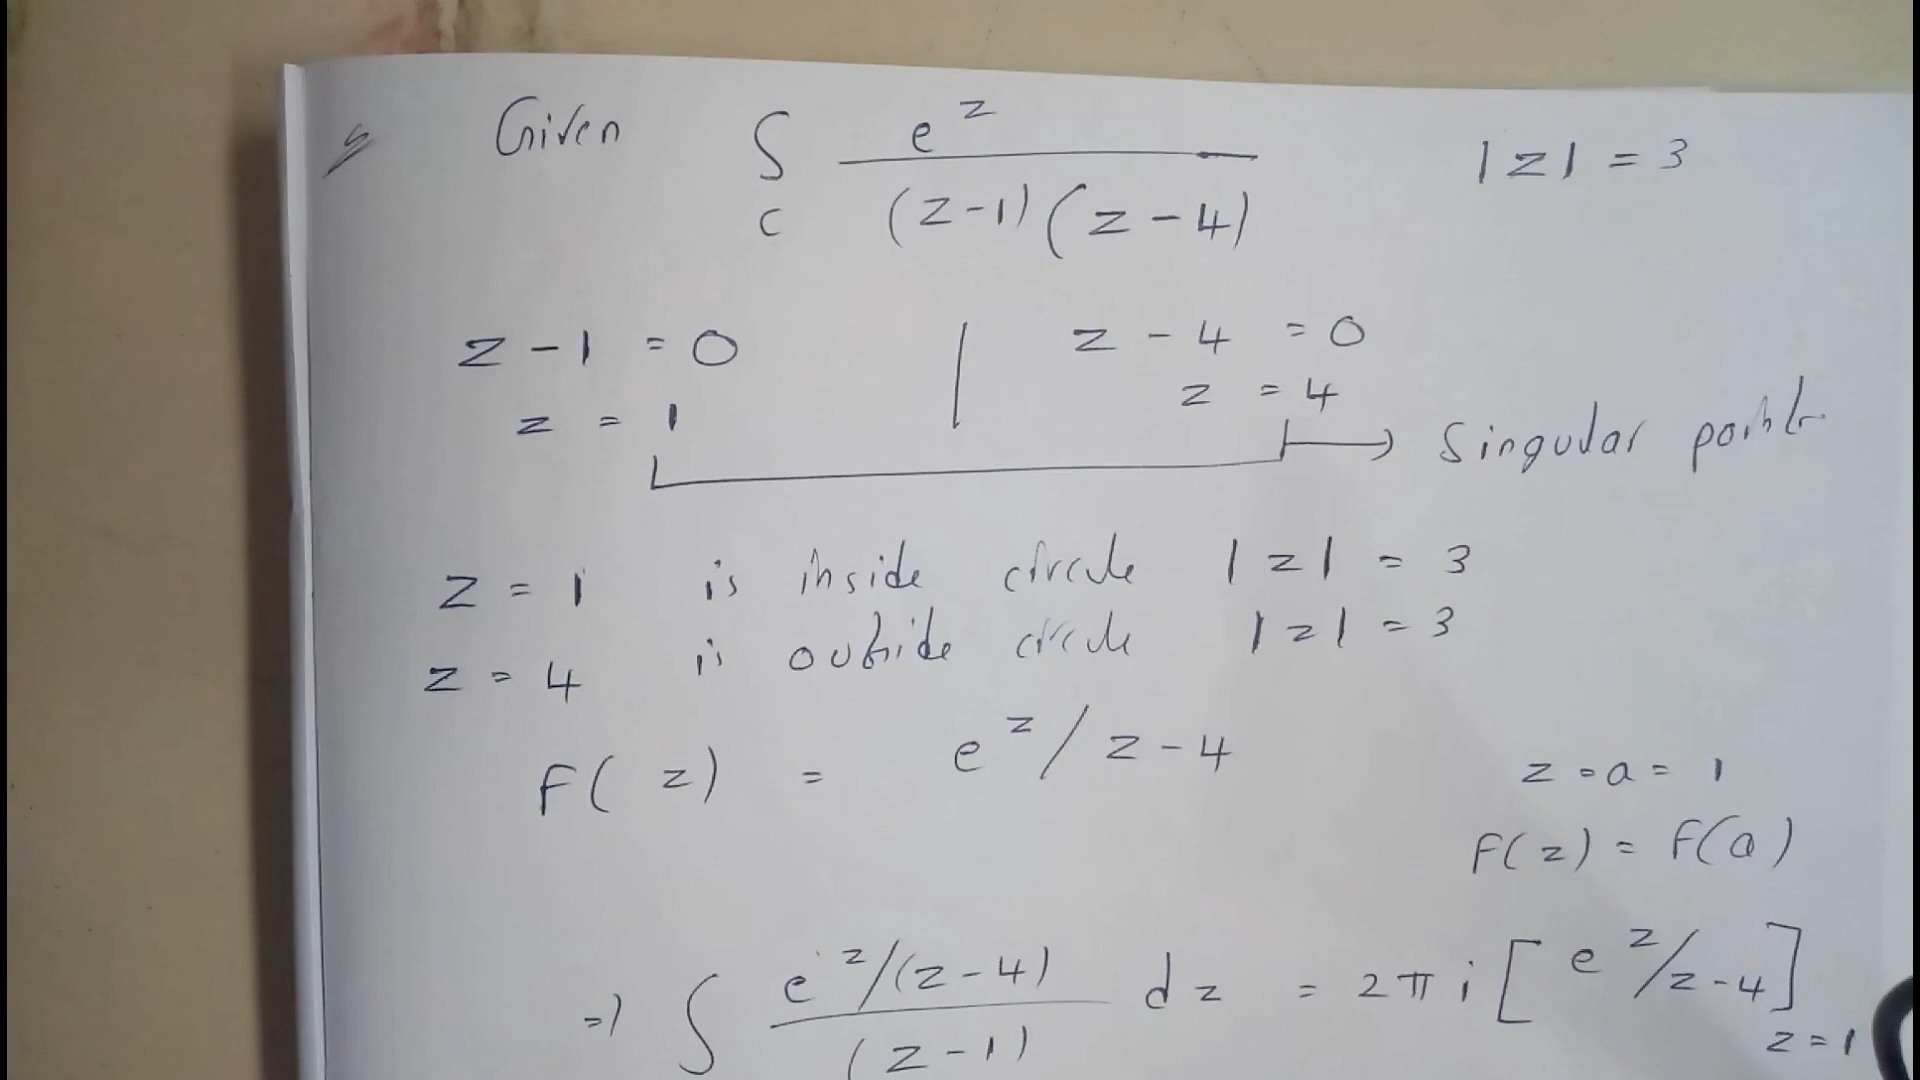 Given ∫_C e^z / (z-1)(z-4) |z| = 3
z-1 = 0 | z-4 = 0
z = 1 z = 4
→ Singular points
z = 1 is inside circle |z| = 3
z = 4 is outside circle |z| = 3
F(z) = e^z/z-4
z=a=1
F(z) = F(a)
=) ∫ e^z/(z-4) / (z-1) dz = 2πi [e^z/z-4] z=1